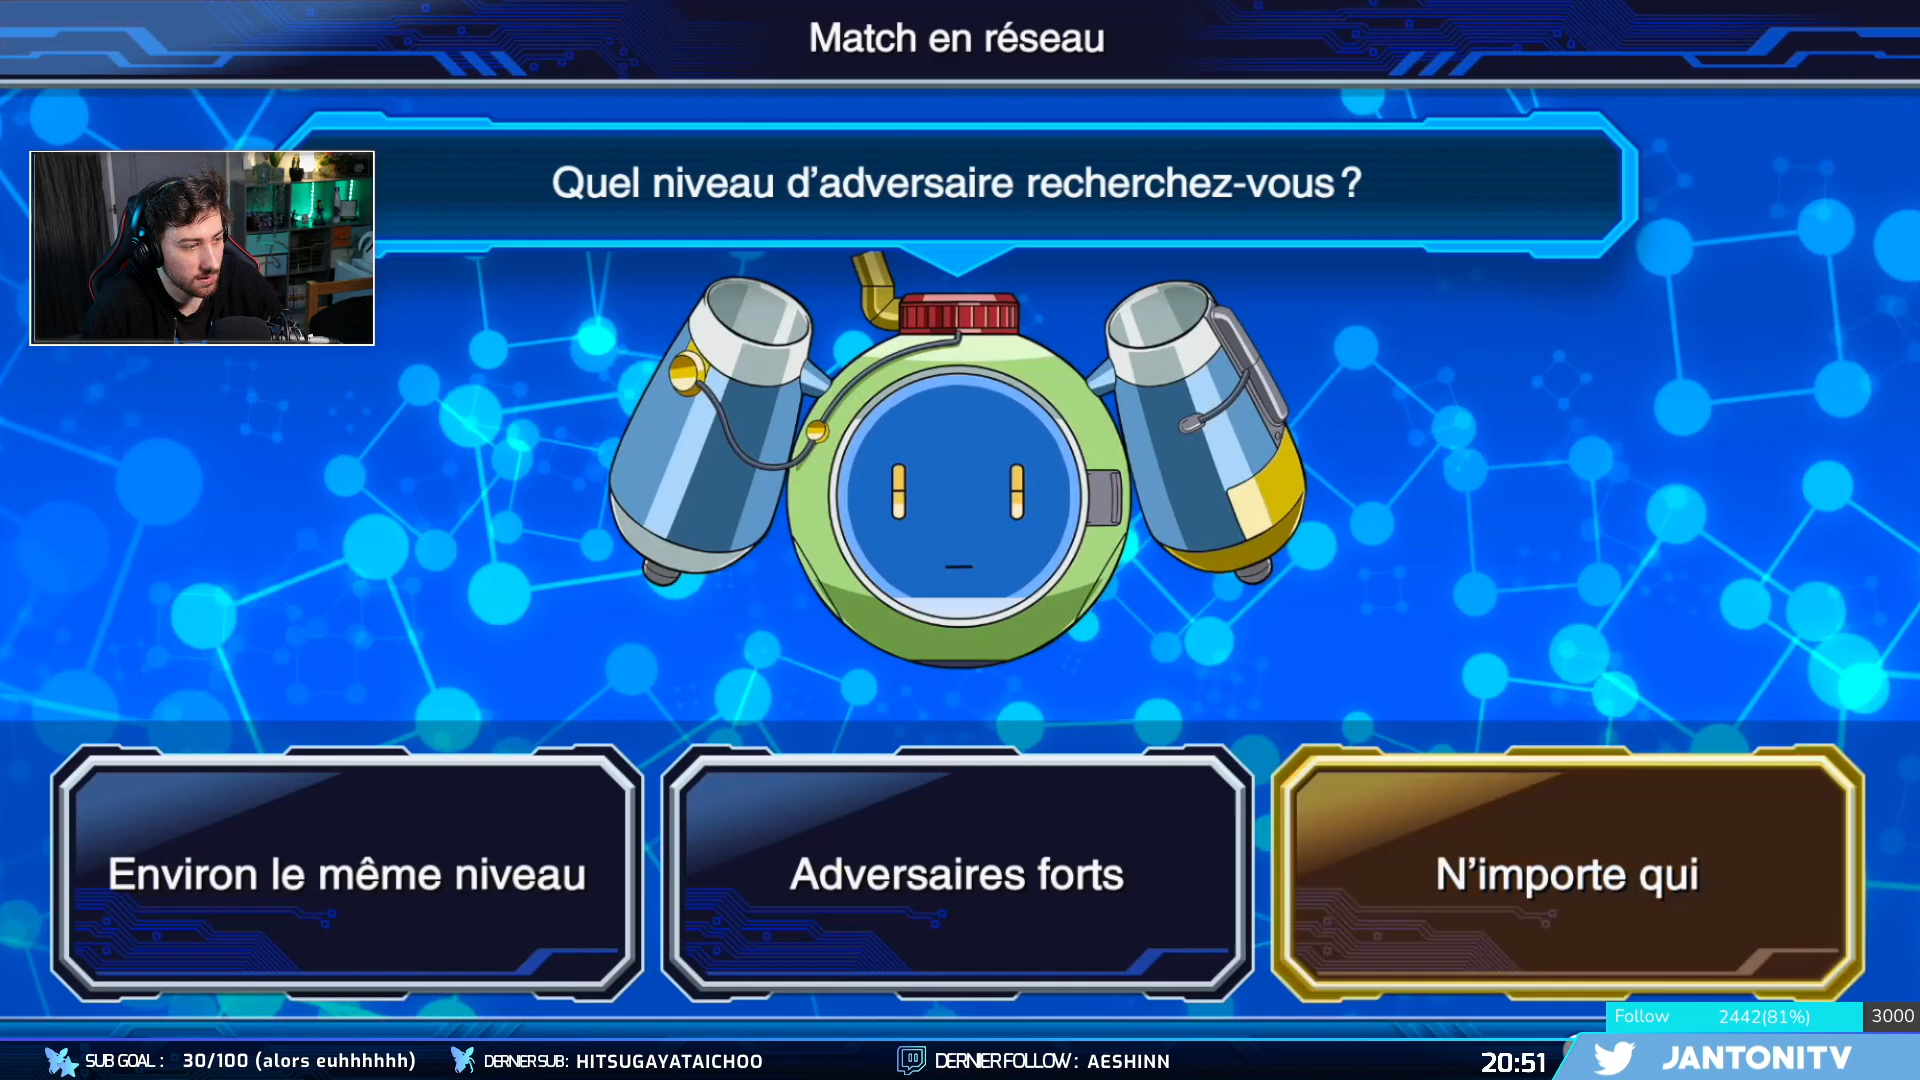 Match en réseau
Quel niveau d’adversaire recherchez-vous ?
Environ le même niveau
Adversaires forts
N’importe qui
Follow 2442(81%) 3000
SUB GOAL : 30/100 (alors euhhhhhh)
DERNIER SUB: HITSUGAYATAICHOO
DERNIER FOLLOW : AESHINN
20:51
JANTONITV